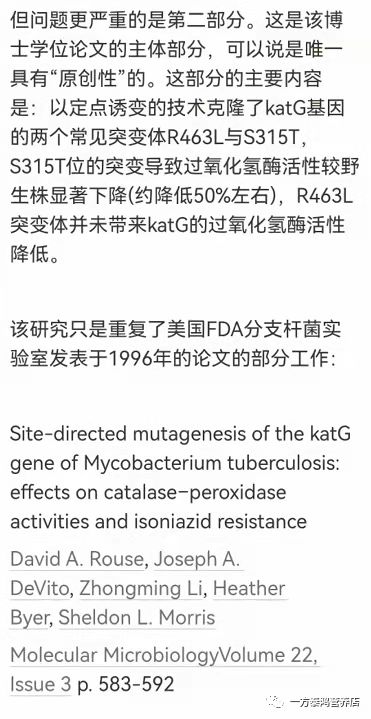 但问题更严重的是第二部分。这是该博
士学位论文的主体部分，可以说是唯一
具有“原创性”的。这部分的主要内容
是：以定点诱变的技术克隆了katG基因
的两个常见突变体R463L与S315T，
S315T位的突变导致过氧化氢酶活性较野
生株显著下降(约降低50%左右)，R463L
突变体并未带来katG的过氧化氢酶活性
降低。
该研究只是重复了美国FDA分支杆菌实
验室发表于1996年的论文的部分工作：
Site-directed mutagenesis of the katG
gene of Mycobacterium tuberculosis:
effects on catalase–peroxidase
activities and isoniazid resistance
David A. Rouse, Joseph A.
DeVito, Zhongming Li, Heather
Byer, Sheldon L. Morris
Molecular MicrobiologyVolume 22,
Issue 3 p. 583-592
一方泰鸿营养店